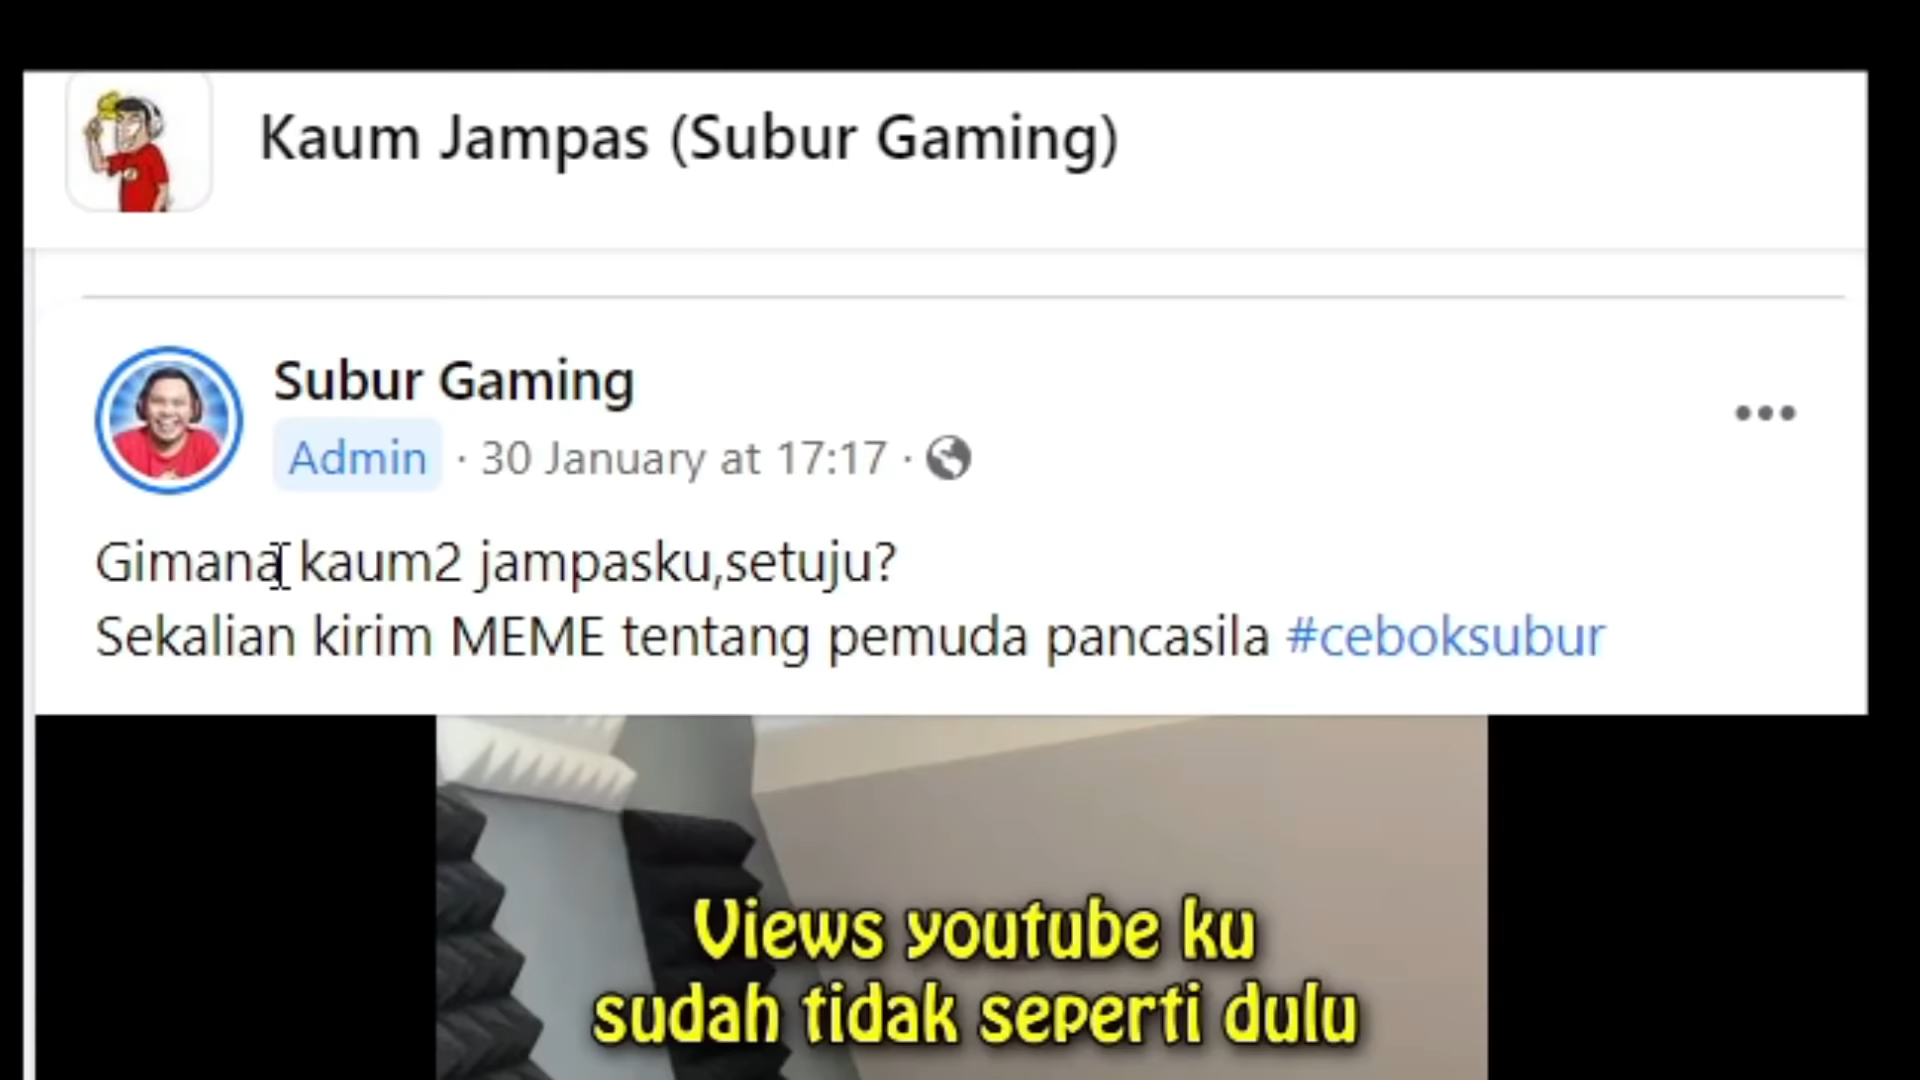 Kaum Jampas (Subur Gaming)
Subur Gaming
Admin · 30 January at 17:17 ·
Gimana kaum2 jampasku,setuju?
Sekalian kirim MEME tentang pemuda pancasila #ceboksubur
Views youtube ku
sudah tidak seperti dulu